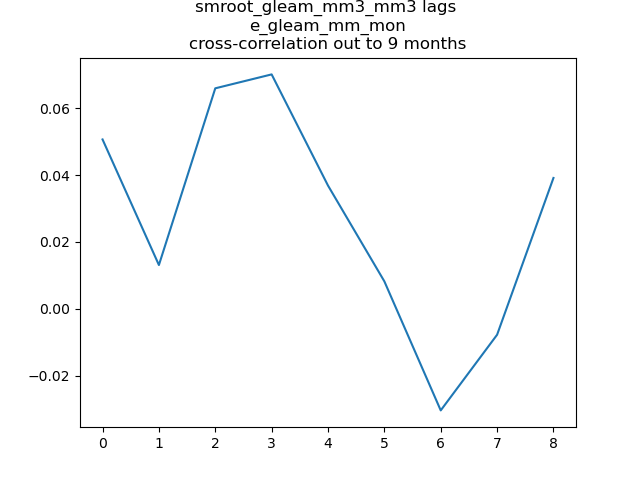 smroot_gleam_mm3_mm3 lags
e_gleam_mm_mon
cross-correlation out to 9 months
0.06
0.04
0.02
0.00
−0.02
0 1 2 3 4 5 6 7 8